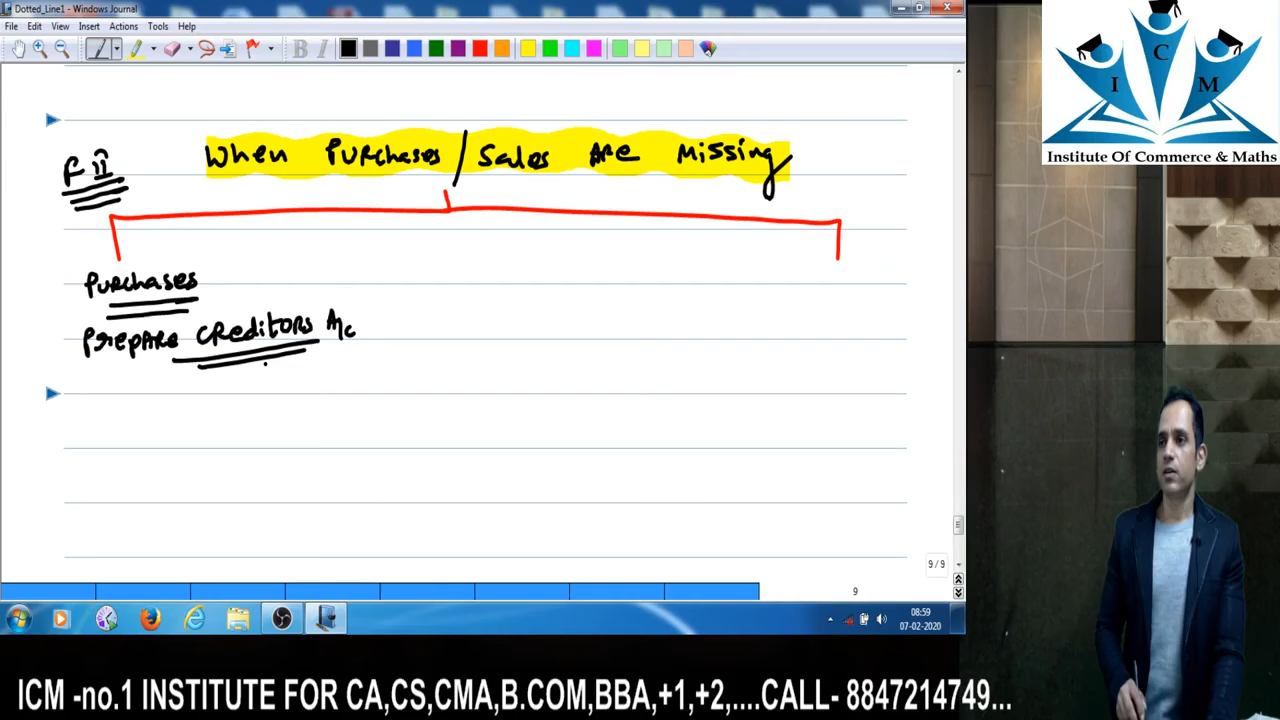 Dotted_Line1 - Windows Journal
File Edit View Insert Actions Tools Help
I C M
Institute Of Commerce & Maths
F II
When Purchases / Sales Are Missing
Purchases
Prepare Creditors A/c
9 / 9
9
08:59
07-02-2020
ICM -no.1 INSTITUTE FOR CA,CS,CMA,B.COM,BBA,+1,+2,....CALL- 8847214749...